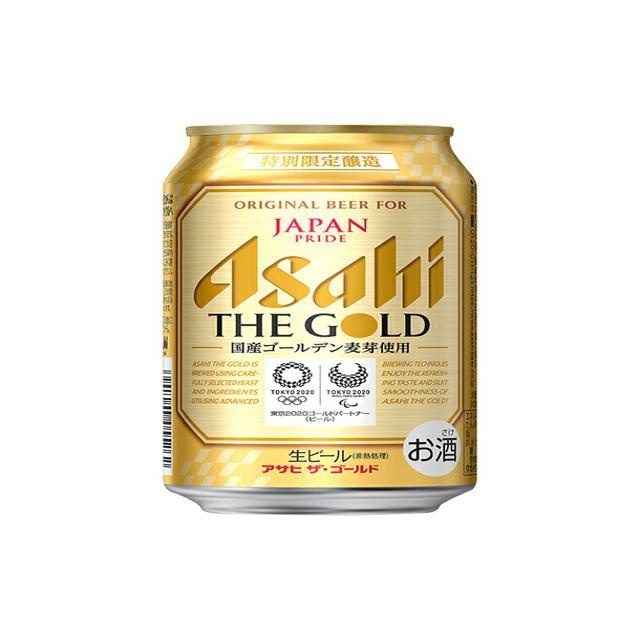 特別限定醸造
ORIGINAL BEER FOR
JAPAN
PRIDE
Asahi
THE GOLD
国産ゴールデン麦芽使用
ASAHI THE GOLD IS
BREWED USING CARE-
FULLY SELECTED YEAST
AND INGREDIENTS
UTILISING ADVANCED
BREWING TECHNIQUES.
ENJOY THE REFRESH-
ING TASTE AND SILKY
SMOOTHNESS OF
ASAHI THE GOLD!
TOKYO 2020
TOKYO 2020
PARALYMPIC GAMES
東京2020ゴールドパートナー
(ビール)
生ビール(非熱処理)
アサヒ ザ・ゴールド
さけ
お酒